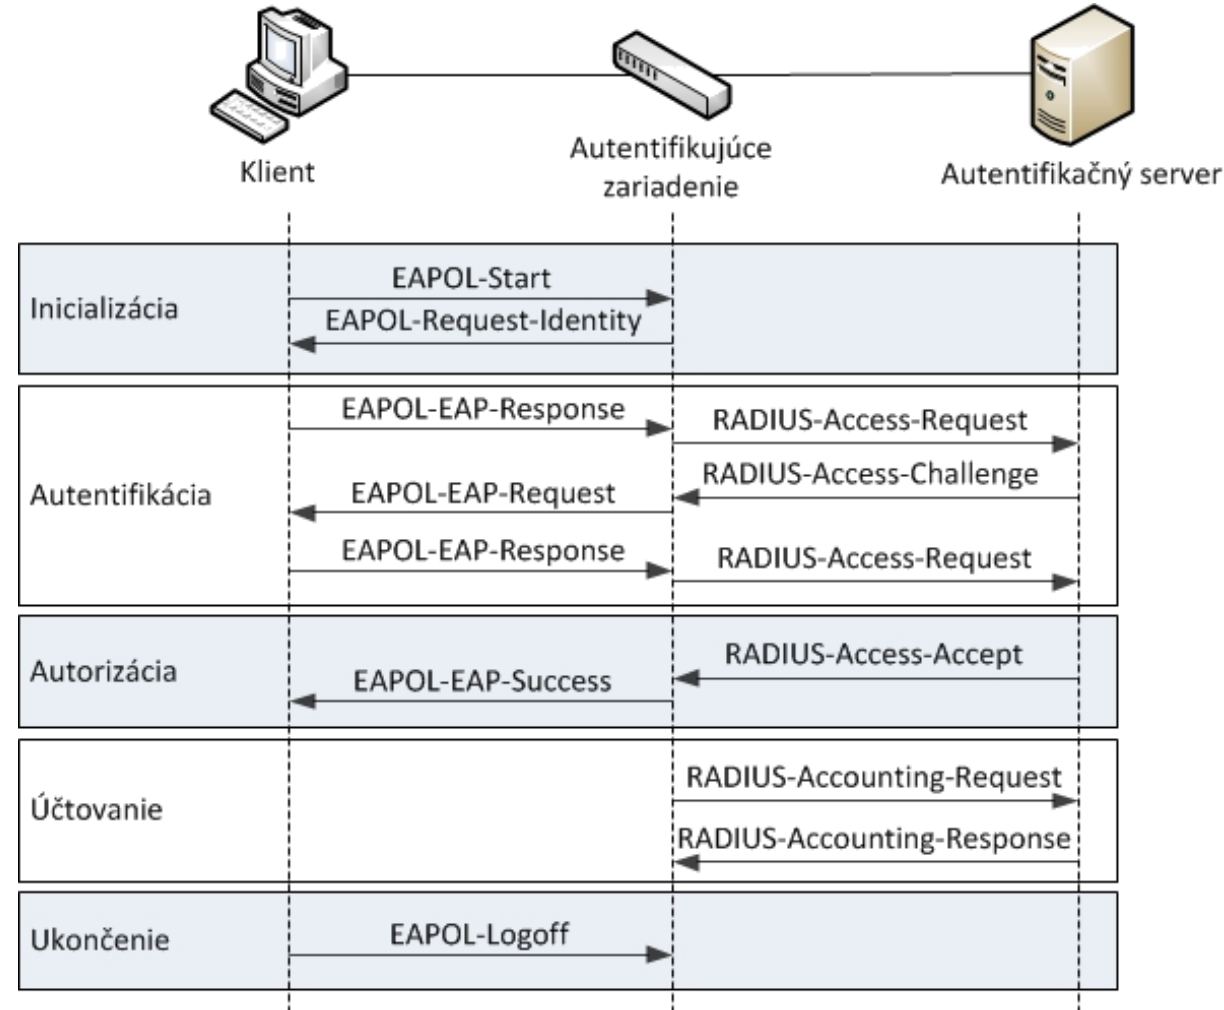 Klient
Autentifikujúce
zariadenie
Autentifikačný server
Inicializácia
EAPOL-Start
EAPOL-Request-Identity
Autentifikácia
EAPOL-EAP-Response
RADIUS-Access-Request
RADIUS-Access-Challenge
EAPOL-EAP-Request
EAPOL-EAP-Response
RADIUS-Access-Request
Autorizácia
RADIUS-Access-Accept
EAPOL-EAP-Success
Účtovanie
RADIUS-Accounting-Request
RADIUS-Accounting-Response
Ukončenie
EAPOL-Logoff